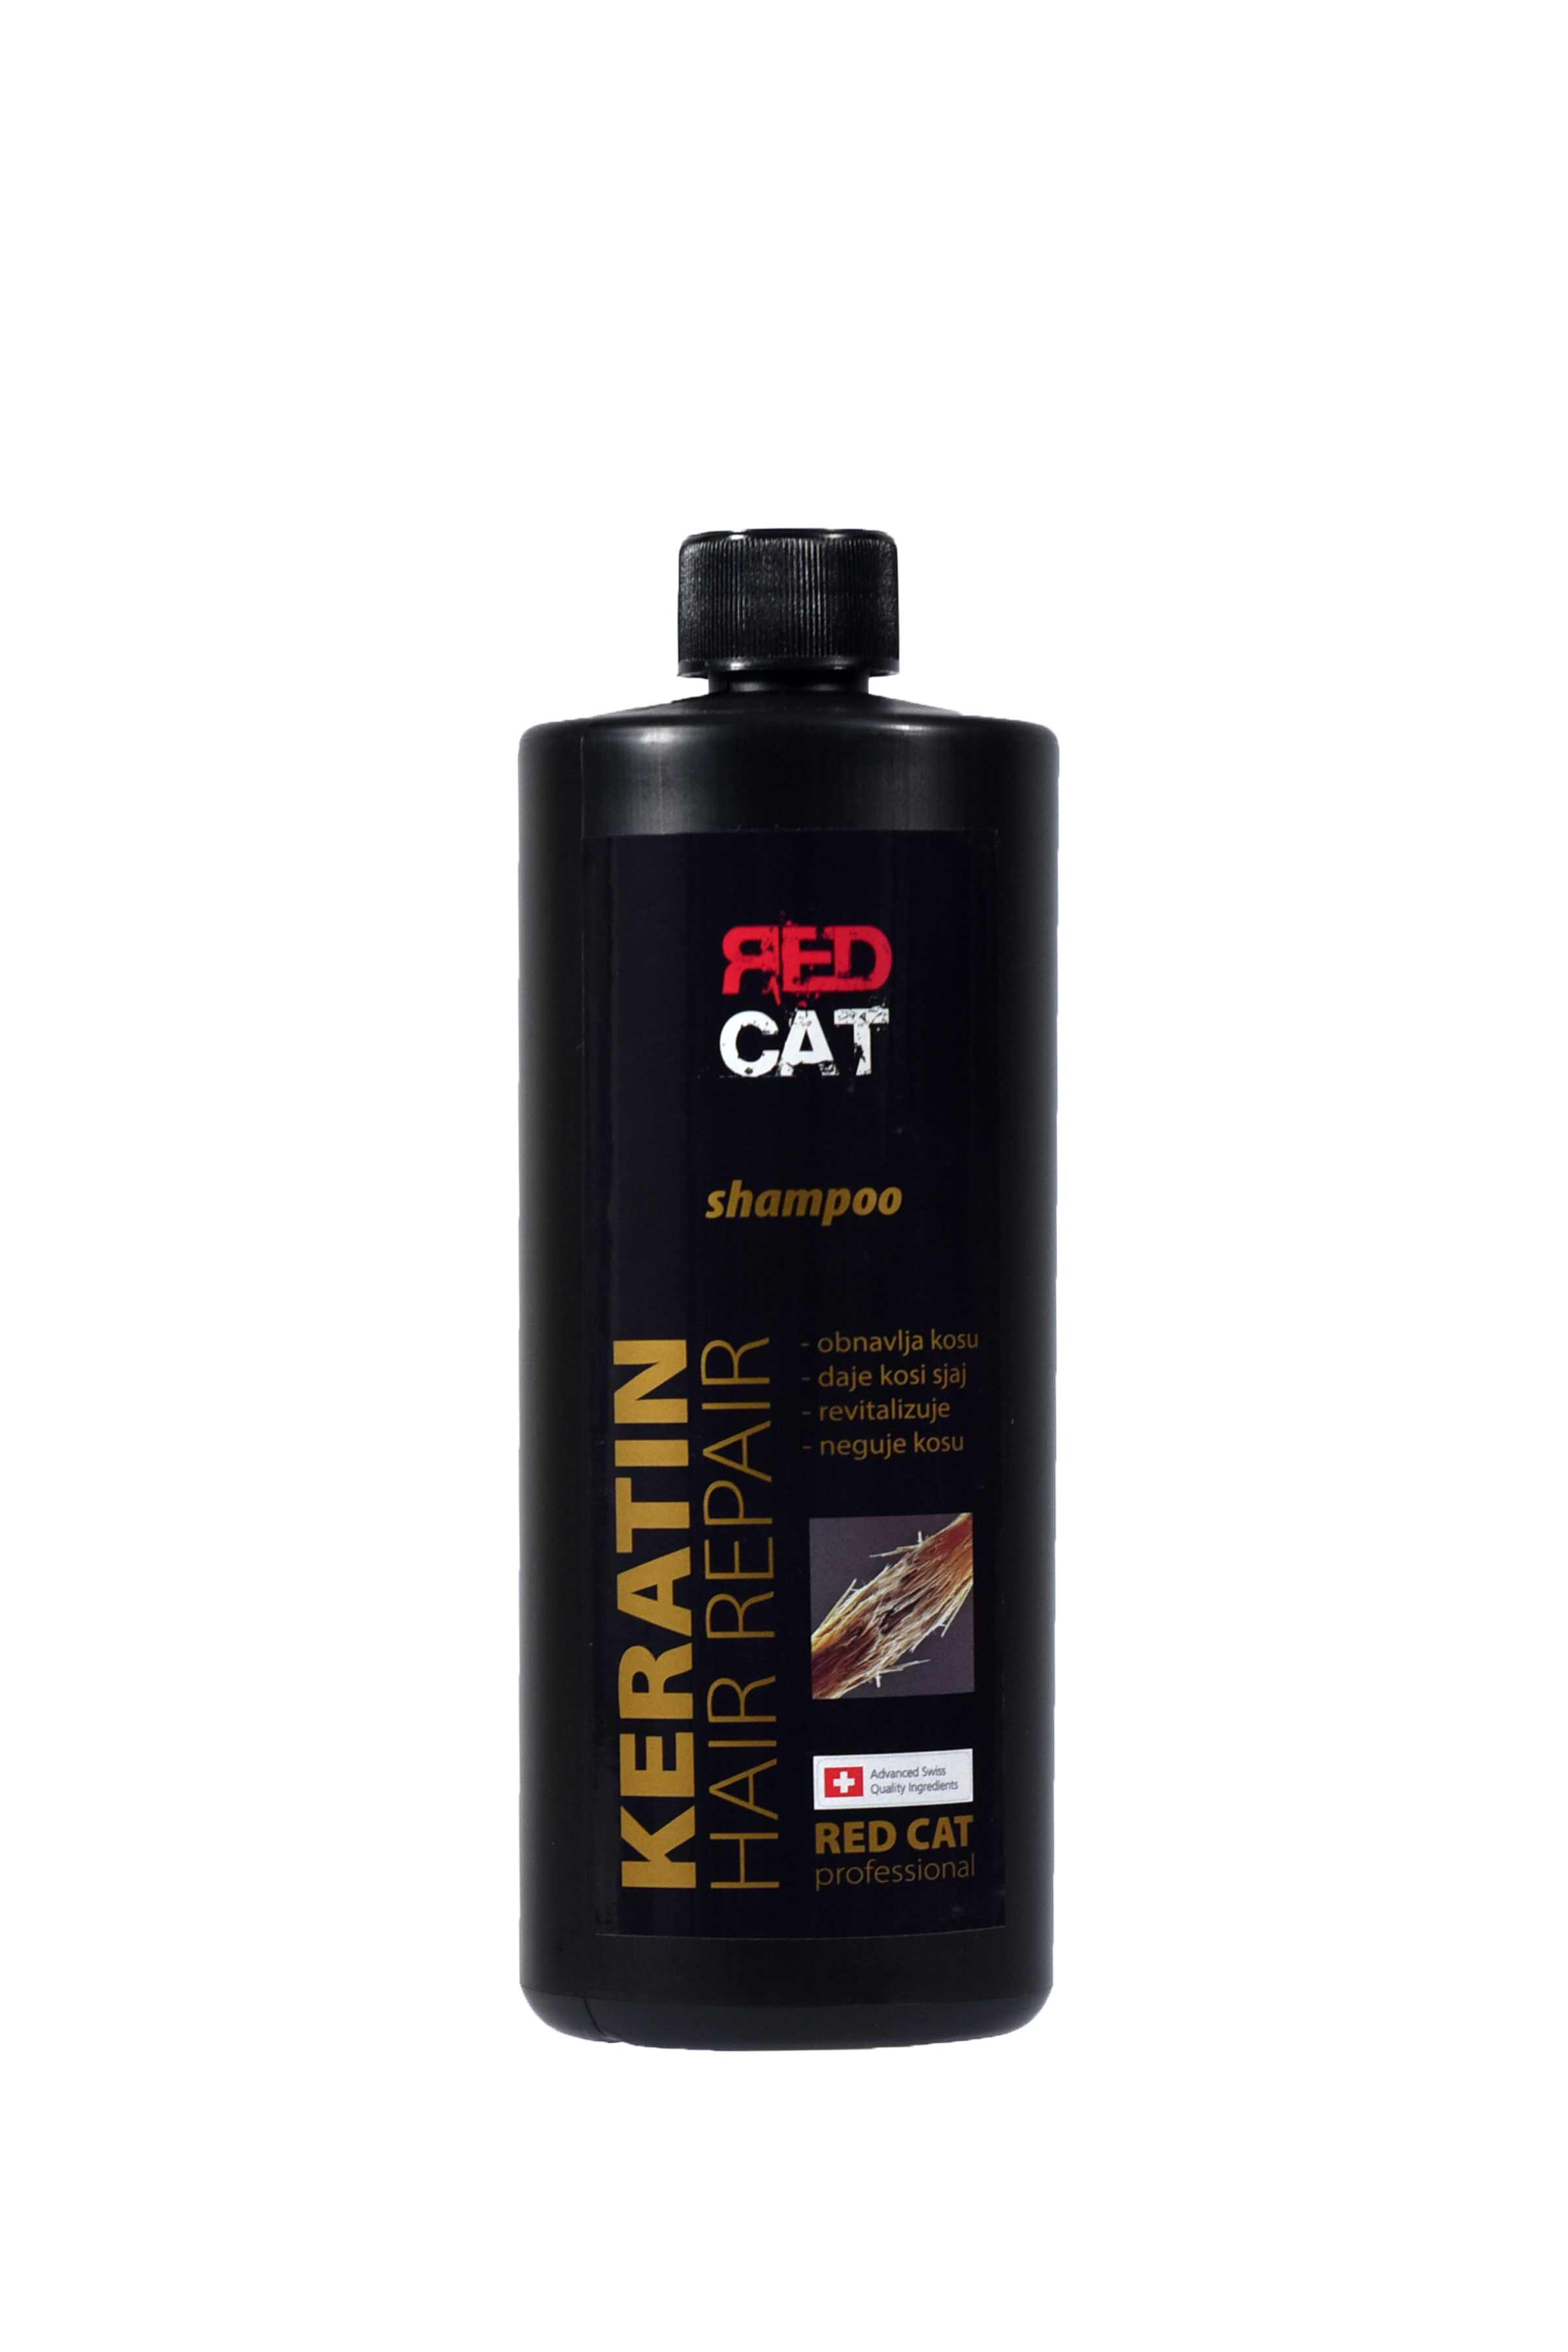 RED
CAT
shampoo
KERATIN
HAIR REPAIR
- obnavlja kosu
- daje kosi sjaj
- revitalizuje
- neguje kosu
Advanced Swiss
Quality Ingredients
RED CAT
professional